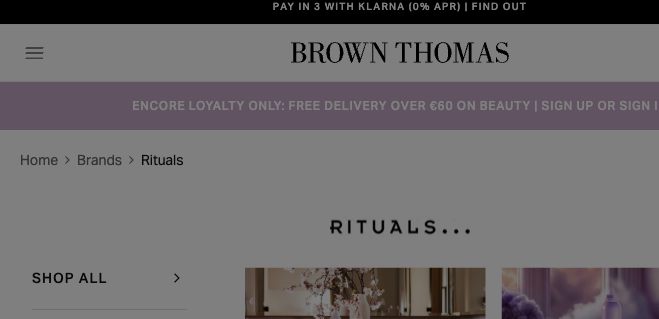 PAY IN 3 WITH KLARNA (0% APR) | FIND OUT
BROWN THOMAS
ENCORE LOYALTY ONLY: FREE DELIVERY OVER €60 ON BEAUTY | SIGN UP OR SIGN I
Home > Brands > Rituals
RITUALS...
SHOP ALL >